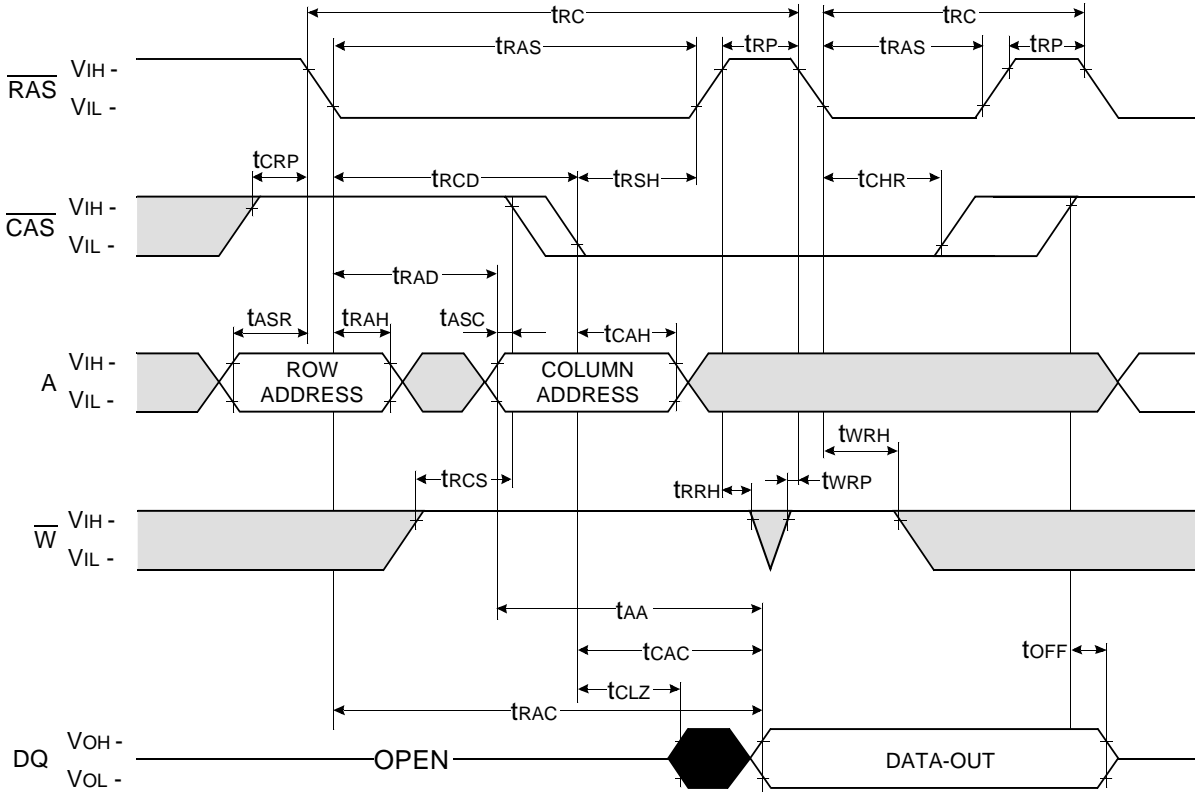 tRC tRC
tRAS tRP tRAS tRP
RAS VIH -
VIL -
tCRP tRCD tRSH tCHR
CAS VIH -
VIL -
tRAD
tASR tRAH tASC tCAH
A VIH -
VIL -
ROW
ADDRESS
COLUMN
ADDRESS
tWRH
tRCS tRRH tWRP
W VIH -
VIL -
tAA
tCAC tOFF
tCLZ
tRAC
DQ VOH -
VOL -
OPEN DATA-OUT